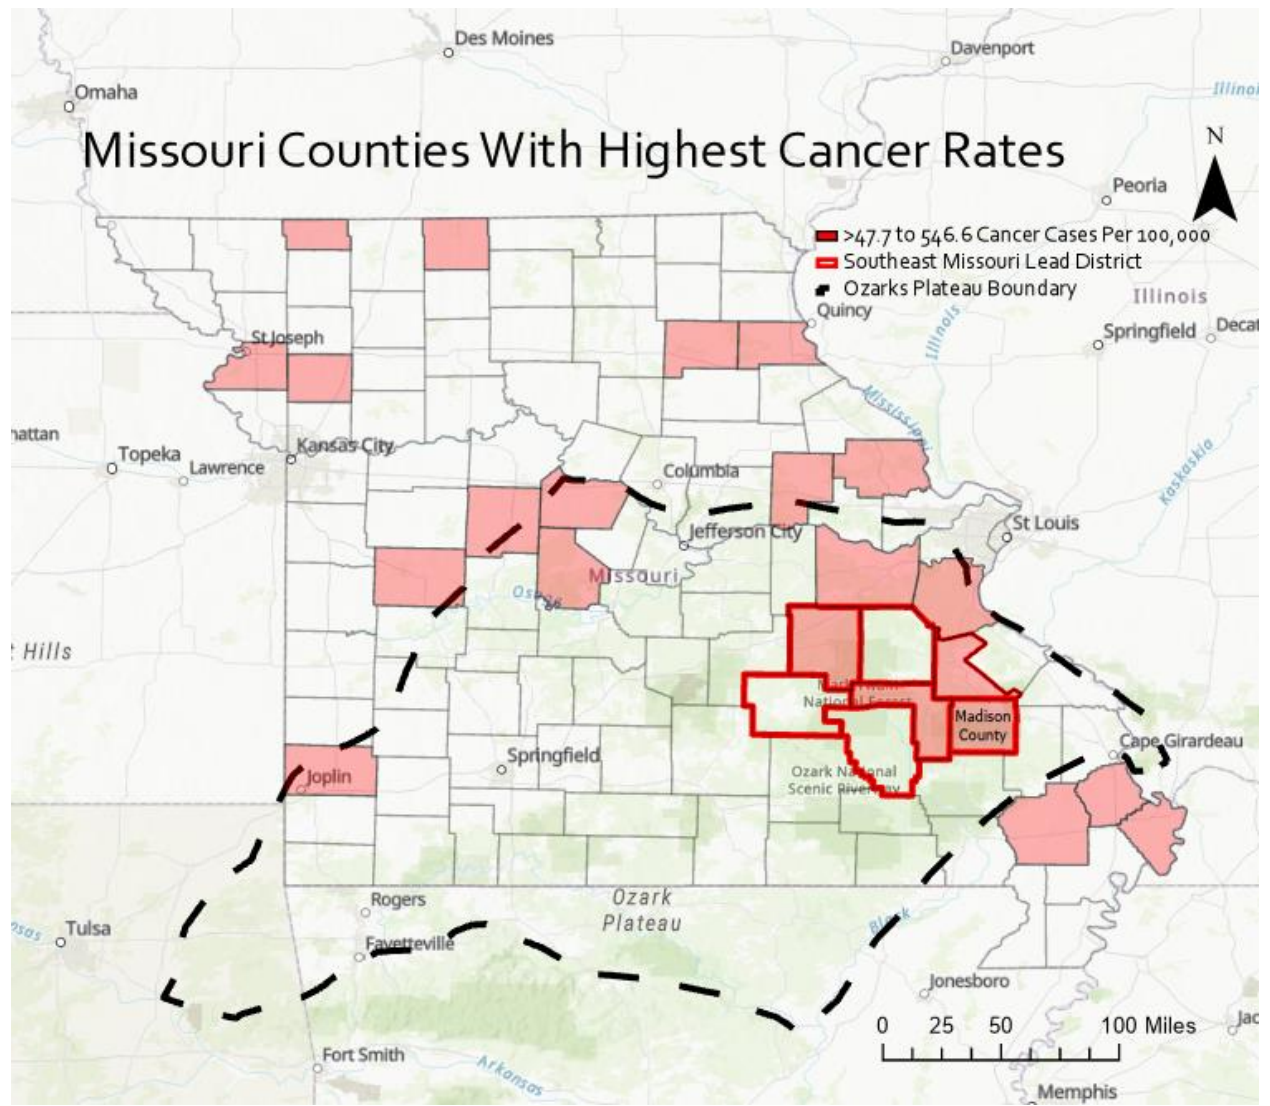 Des Moines
Davenport
Omaha
Illinoi
Missouri Counties With Highest Cancer Rates
N
Peoria
>47.7 to 546.6 Cancer Cases Per 100,000
Southeast Missouri Lead District
Ozarks Plateau Boundary
Illinois
Quincy
Illinois
Springfield
Decat
St Joseph
Mississippi
hattan
Topeka
Lawrence
Kansas City
Columbia
Kaskaskia
Jefferson City
St Louis
Missouri
Osage
t Hills
National Forest
Madison
County
Cape Girardeau
Springfield
Joplin
Ozark National
Scenic Riverway
Rogers
Ozark
Plateau
Black
nsas
Tulsa
Fayetteville
Jonesboro
Jac
0 25 50 100 Miles
Fort Smith
Arkansas
Memphis